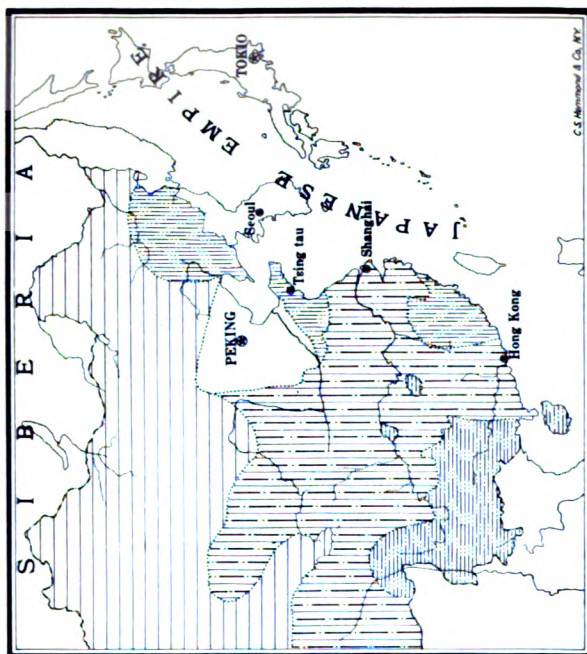 SIBERIA
JAPANESE EMPIRE
TOKIO
Seoul
PEKING
Tsing tau
Shanghai
Hong Kong
C.S. Hammond & Co., N.Y.